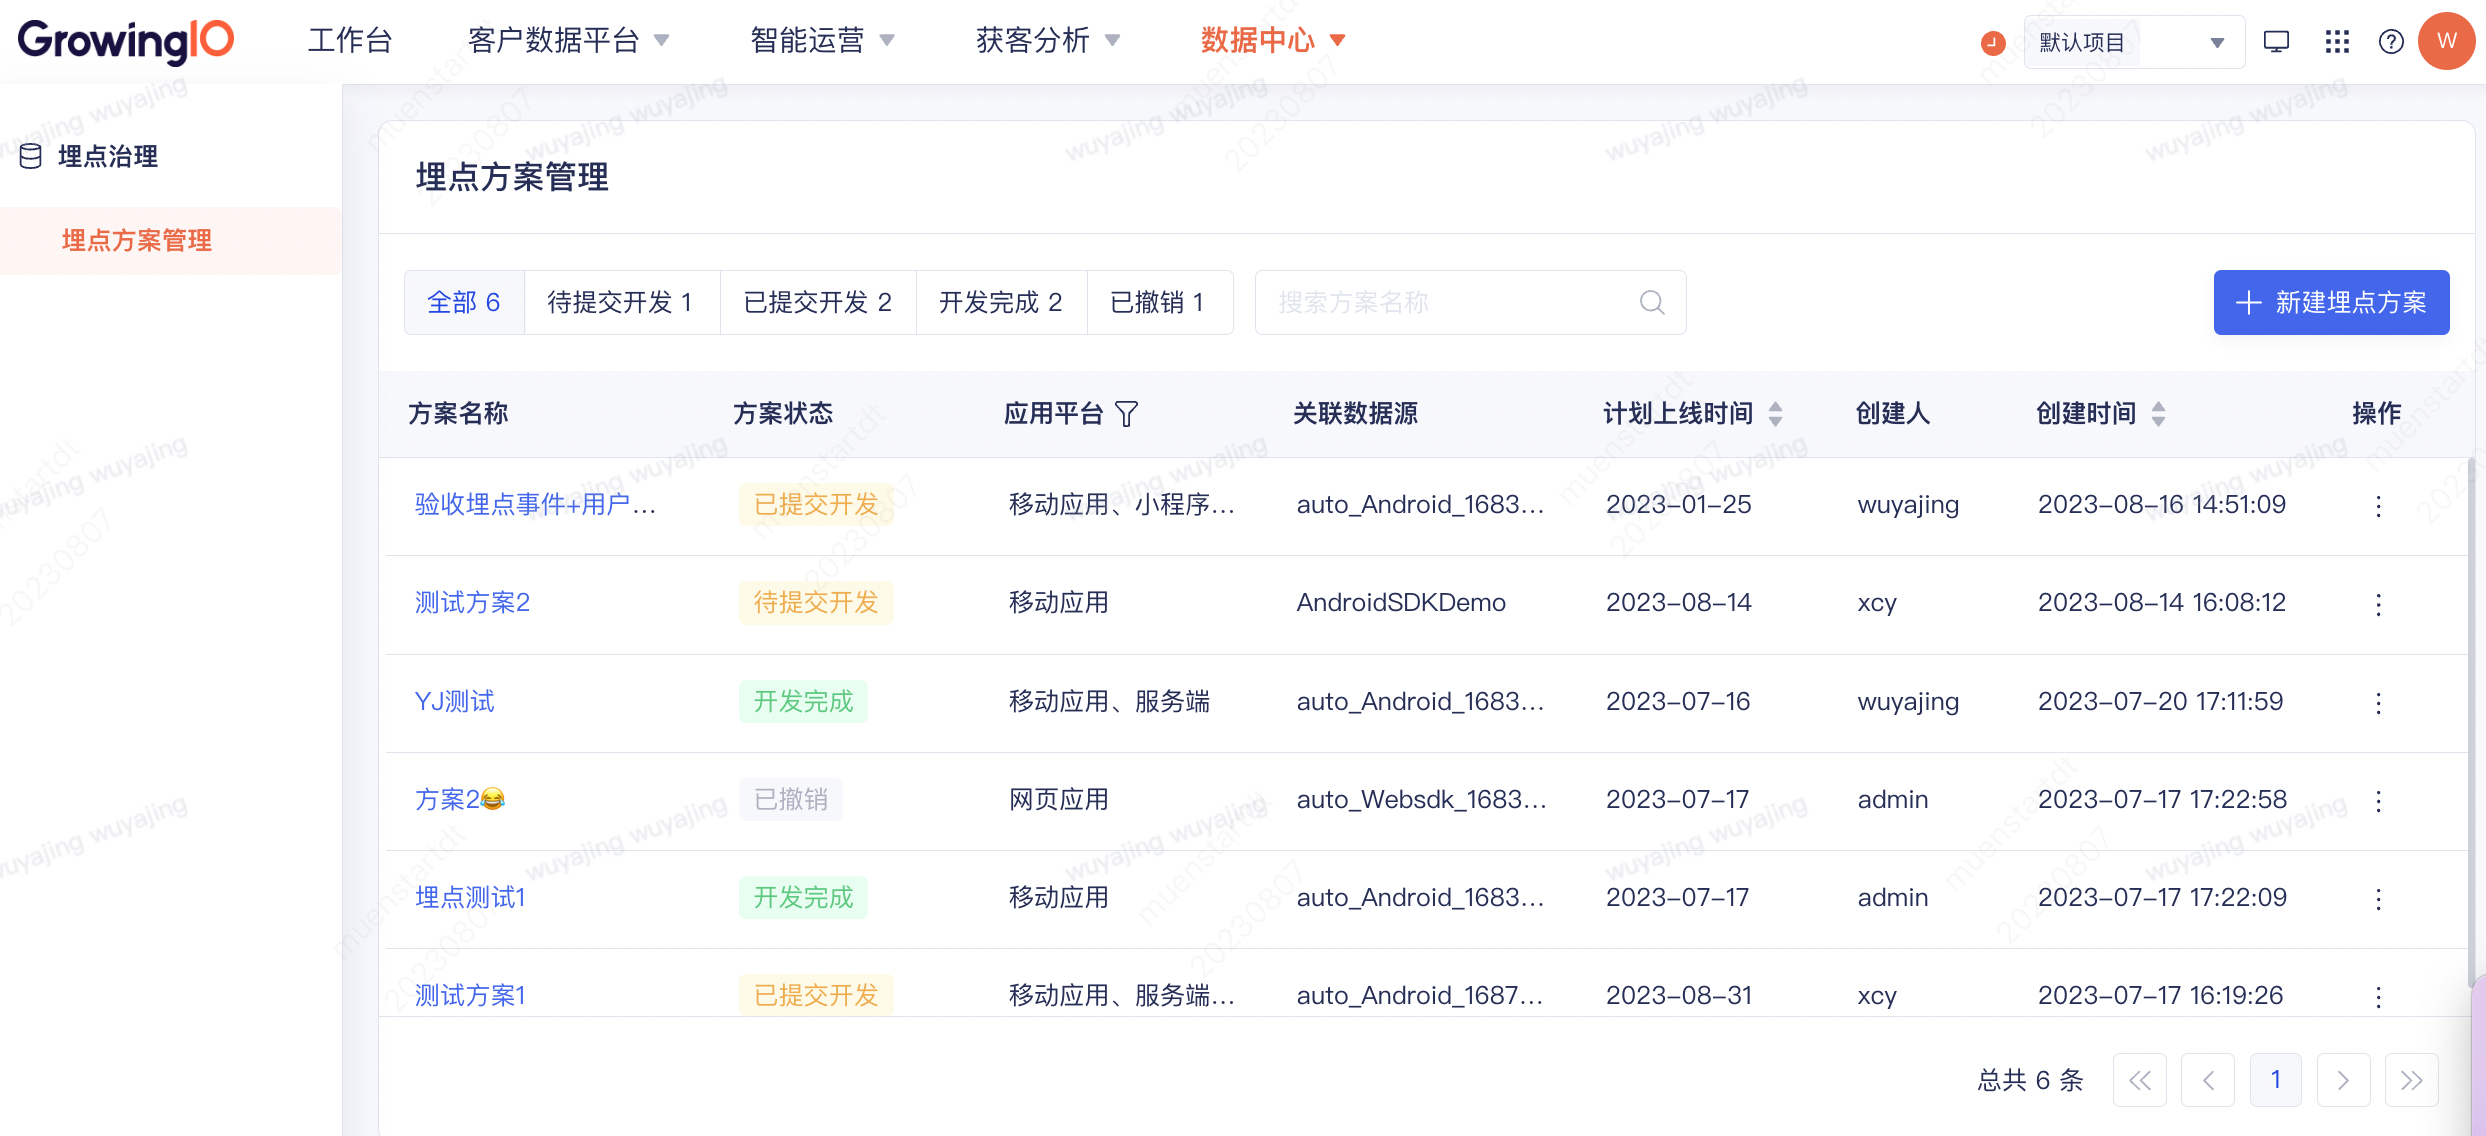 GrowingIO 工作台 客户数据平台 智能运营 获客分析 数据中心 默认项目 W
埋点治理
埋点方案管理
埋点方案管理
全部 6 待提交开发 1 已提交开发 2 开发完成 2 已撤销 1 搜索方案名称 新建埋点方案
方案名称 方案状态 应用平台 关联数据源 计划上线时间 创建人 创建时间 操作
验收埋点事件+用户... 已提交开发 移动应用、小程序... auto_Android_1683... 2023-01-25 wuyajing 2023-08-16 14:51:09
测试方案2 待提交开发 移动应用 AndroidSDKDemo 2023-08-14 xcy 2023-08-14 16:08:12
YJ测试 开发完成 移动应用、服务端 auto_Android_1683... 2023-07-16 wuyajing 2023-07-20 17:11:59
方案2😂 已撤销 网页应用 auto_Websdk_1683... 2023-07-17 admin 2023-07-17 17:22:58
埋点测试1 开发完成 移动应用 auto_Android_1683... 2023-07-17 admin 2023-07-17 17:22:09
测试方案1 已提交开发 移动应用、服务端... auto_Android_1687... 2023-08-31 xcy 2023-07-17 16:19:26
总共 6 条 1
wuyajing wuyajing
muenstartdt
20230807